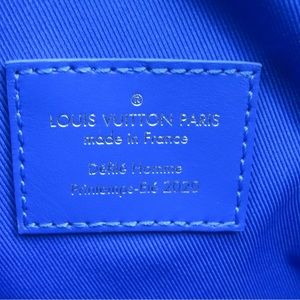 ®
LOUIS VUITTON PARIS
made in France
Défilé Homme
Printemps-Été 2020